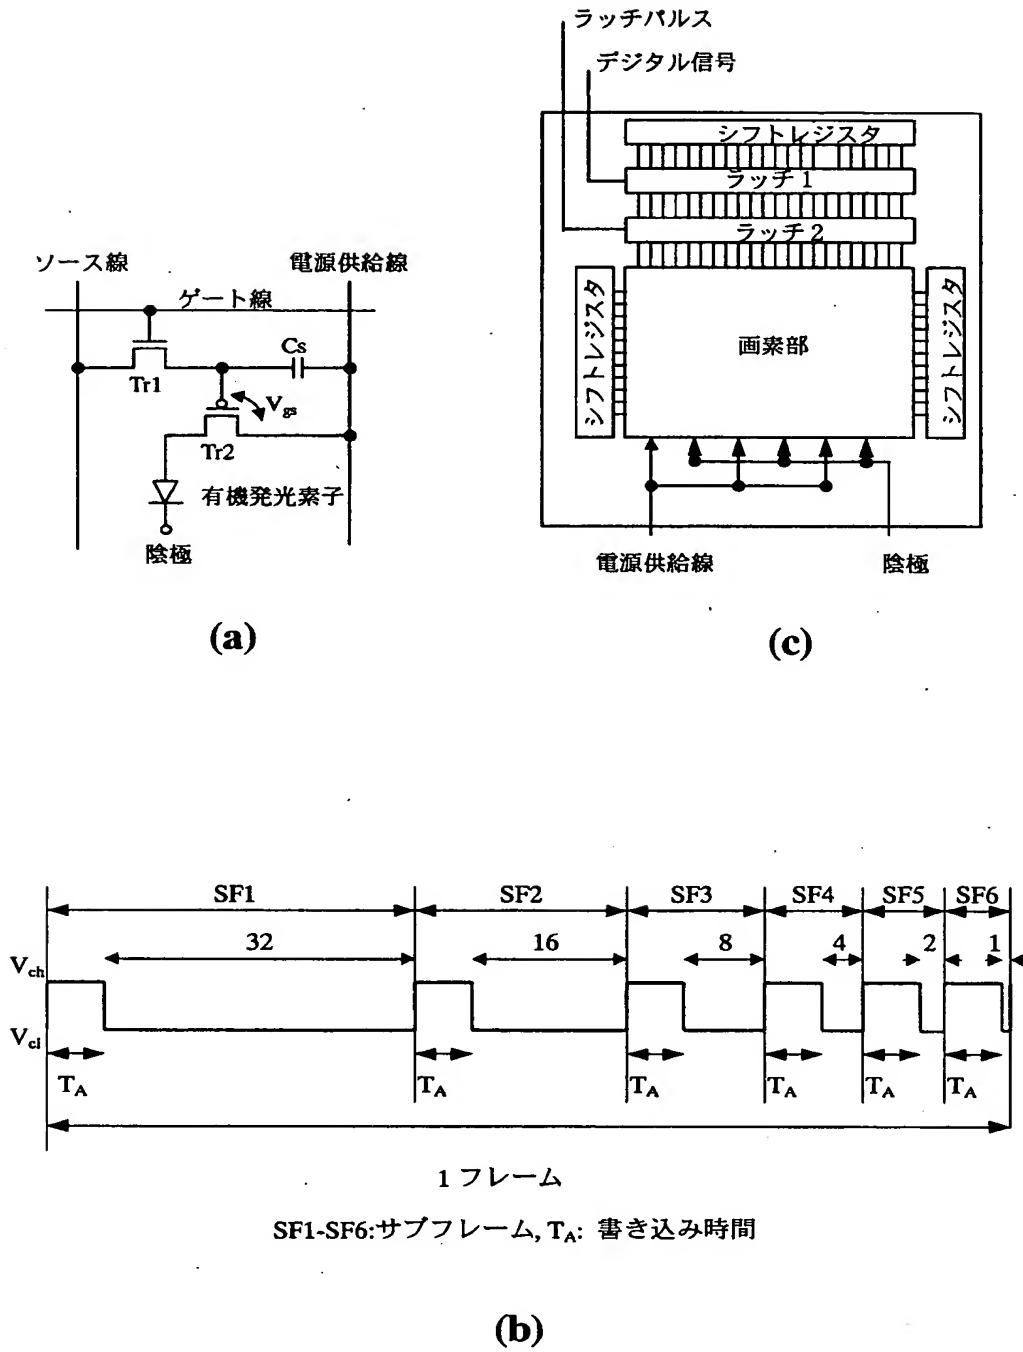 ラッチパルス
デジタル信号
シフトレジスタ
ラッチ 1
ラッチ 2
シフトレジスタ
画素部
シフトレジスタ
電源供給線
陰極
(c)
ソース線
電源供給線
ゲート線
Cs
Tr1
Vgs
Tr2
有機発光素子
陰極
(a)
SF1
SF2
SF3
SF4
SF5
SF6
32
16
8
4
2
1
Vch
Vcl
TA
TA
TA
TA
TA
TA
1 フレーム
SF1-SF6:サブフレーム, TA: 書き込み時間
(b)